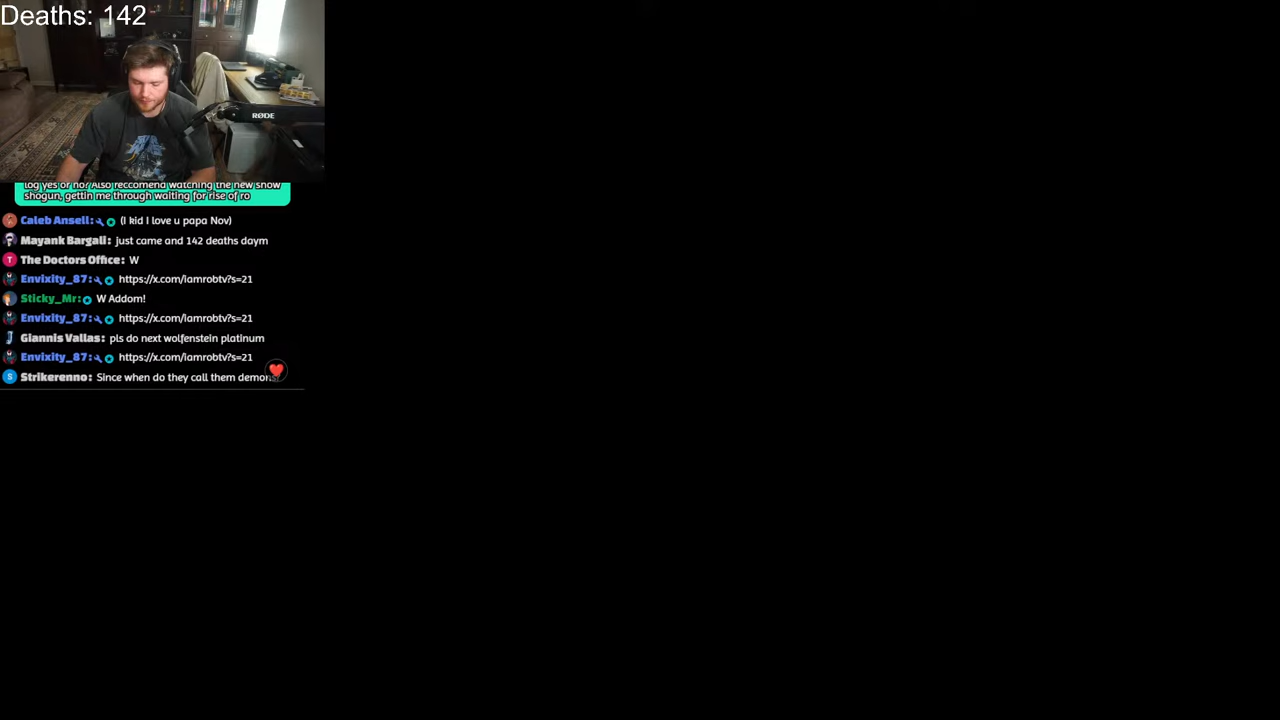 Deaths: 142
RØDE
log yes or no? Also reccomend watching the new show
shogun, gettin me through waiting for rise of ro
Caleb Ansell: (I kid I love u papa Nov)
Mayank Bargali: just came and 142 deaths daym
T The Doctors Office: W
Envixity_87: https://x.com/iamrobtv?s=21
Sticky_Mr: W Addom!
Envixity_87: https://x.com/iamrobtv?s=21
Giannis Vallas: pls do next wolfenstein platinum
Envixity_87: https://x.com/iamrobtv?s=21
S Strikerenno: Since when do they call them demons